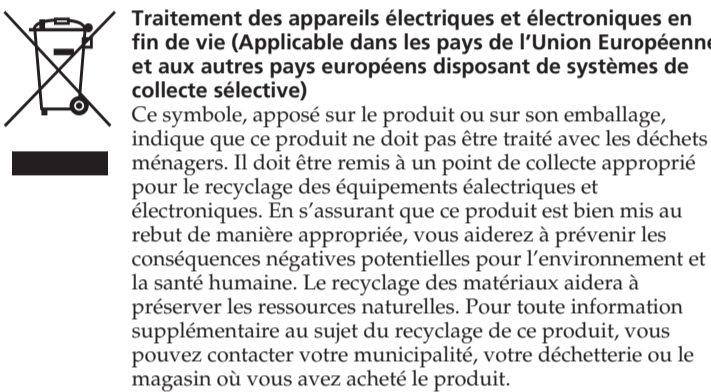 Traitement des appareils électriques et électroniques en
fin de vie (Applicable dans les pays de l’Union Européenne
et aux autres pays européens disposant de systèmes de
collecte sélective)
Ce symbole, apposé sur le produit ou sur son emballage,
indique que ce produit ne doit pas être traité avec les déchets
ménagers. Il doit être remis à un point de collecte approprié
pour le recyclage des équipements éalectriques et
électroniques. En s’assurant que ce produit est bien mis au
rebut de manière appropriée, vous aiderez à prévenir les
conséquences négatives potentielles pour l’environnement et
la santé humaine. Le recyclage des matériaux aidera à
préserver les ressources naturelles. Pour toute information
supplémentaire au sujet du recyclage de ce produit, vous
pouvez contacter votre municipalité, votre déchetterie ou le
magasin où vous avez acheté le produit.